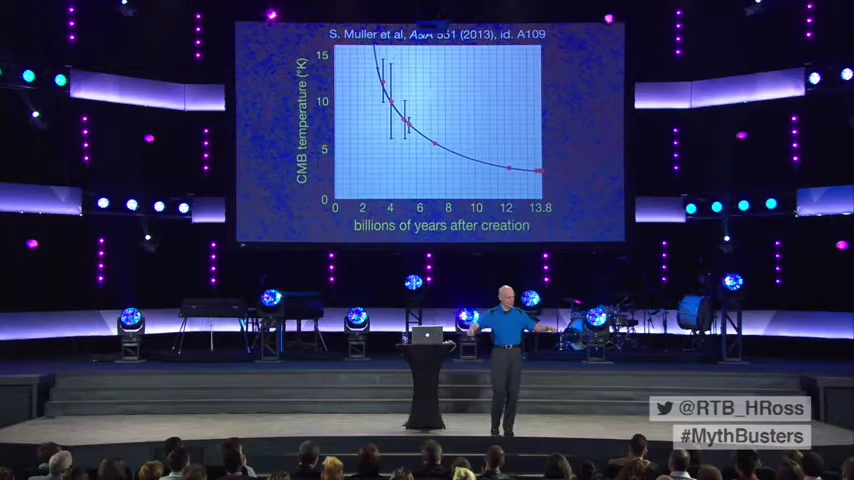 S. Muller et al, A&A 551 (2013), id. A109
CMB temperature (°K)
15
10
5
0
0 2 4 6 8 10 12 13.8
billions of years after creation
@RTB_HRoss
#MythBusters